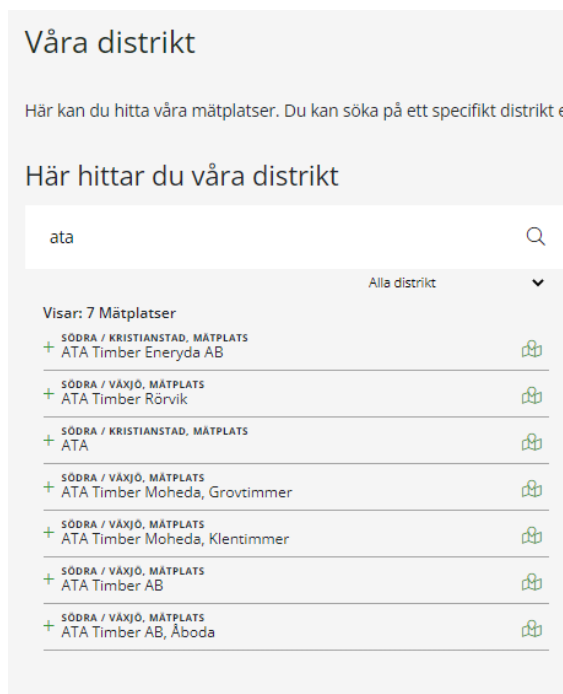 Våra distrikt
Här kan du hitta våra mätplatser. Du kan söka på ett specifikt distrikt e
Här hittar du våra distrikt
ata
Alla distrikt
Visar: 7 Mätplatser
SÖDRA / KRISTIANSTAD, MÄTPLATS
ATA Timber Eneryda AB
SÖDRA / VÄXJÖ, MÄTPLATS
ATA Timber Rörvik
SÖDRA / KRISTIANSTAD, MÄTPLATS
ATA
SÖDRA / VÄXJÖ, MÄTPLATS
ATA Timber Moheda, Grovtimmer
SÖDRA / VÄXJÖ, MÄTPLATS
ATA Timber Moheda, Klentimmer
SÖDRA / VÄXJÖ, MÄTPLATS
ATA Timber AB
SÖDRA / VÄXJÖ, MÄTPLATS
ATA Timber AB, Åboda